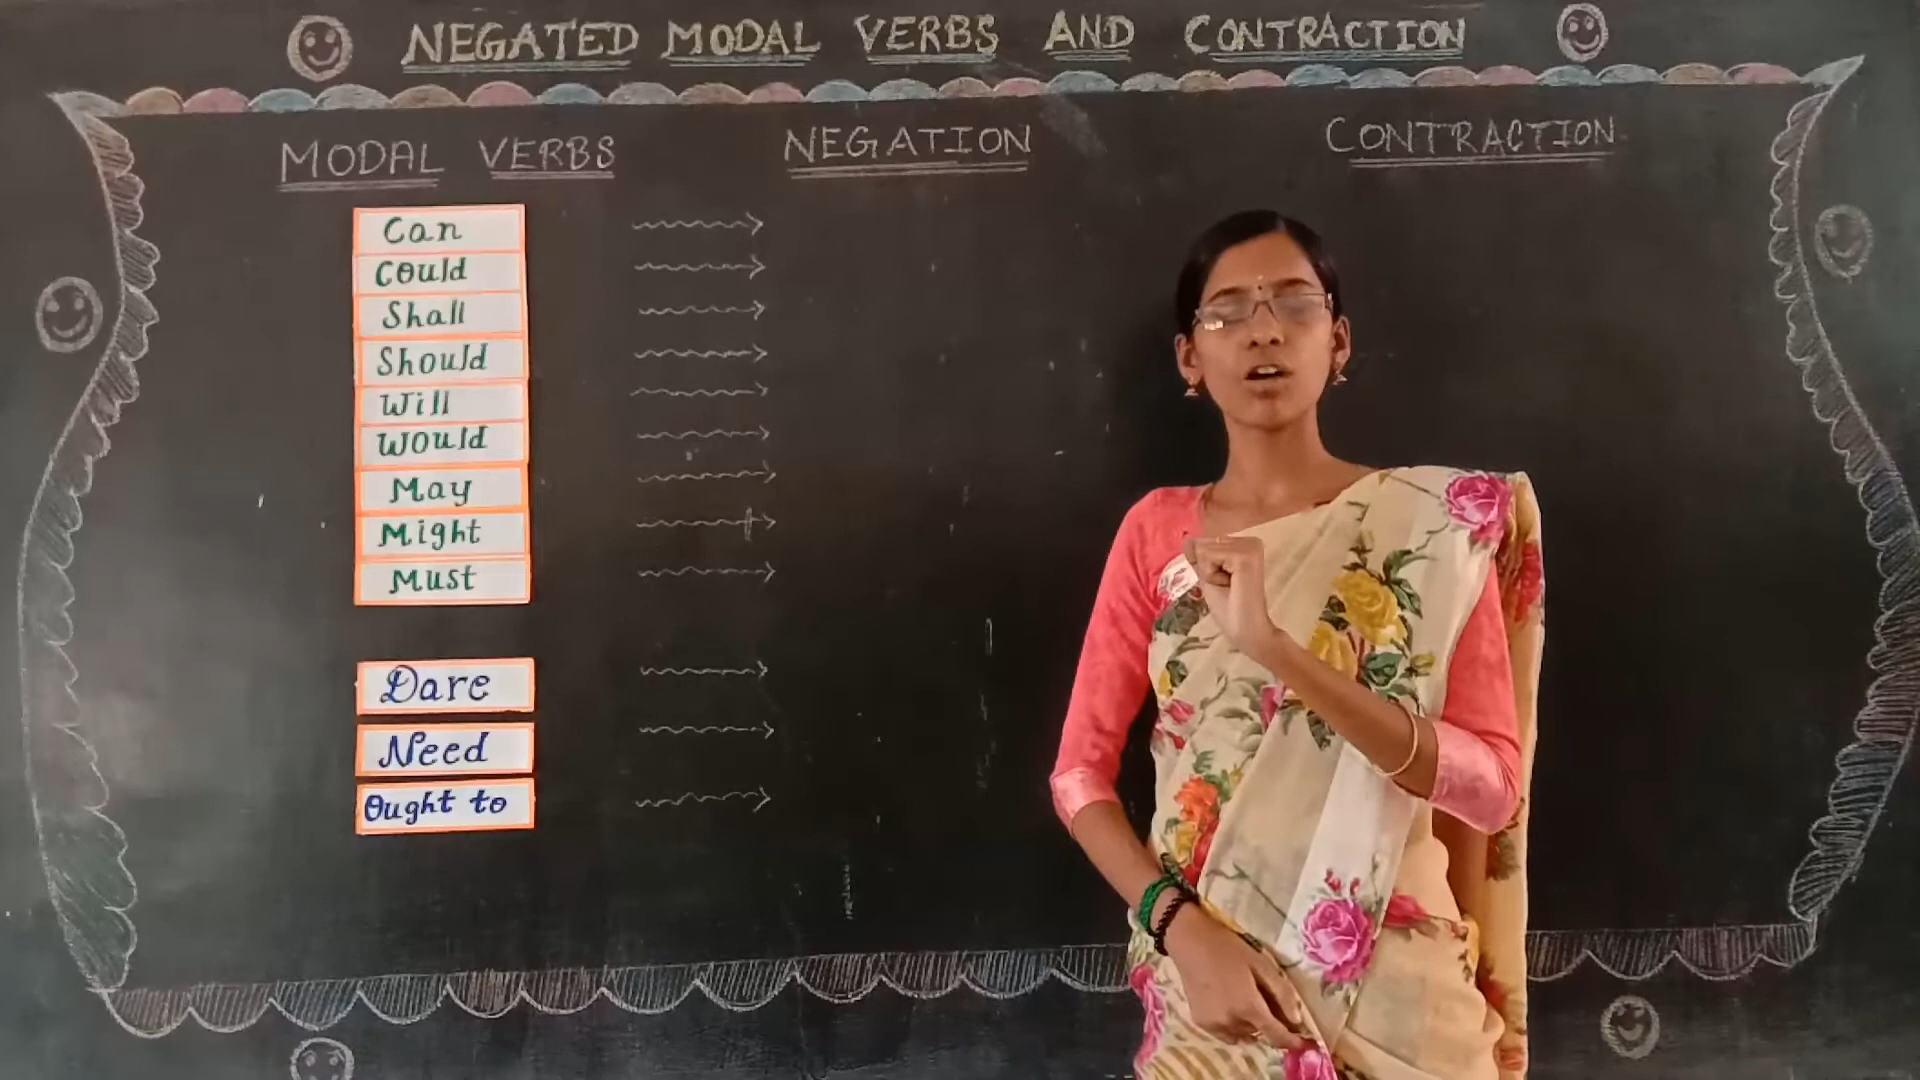 NEGATED MODAL VERBS AND CONTRACTION
MODAL VERBS NEGATION CONTRACTION
Can
Could
Shall
Should
Will
Would
May
Might
Must
Dare
Need
Ought to